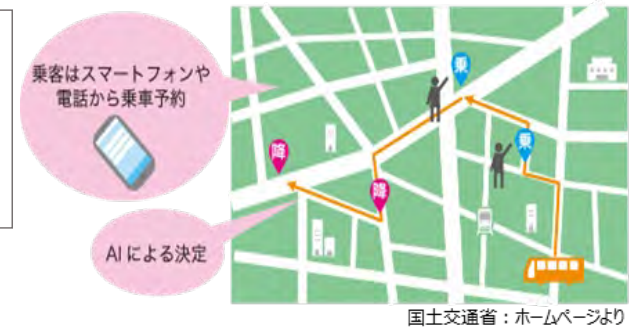 乗客はスマートフォンや
電話から乗車予約
乗
乗
降
降
AIによる決定
国土交通省：ホームページより